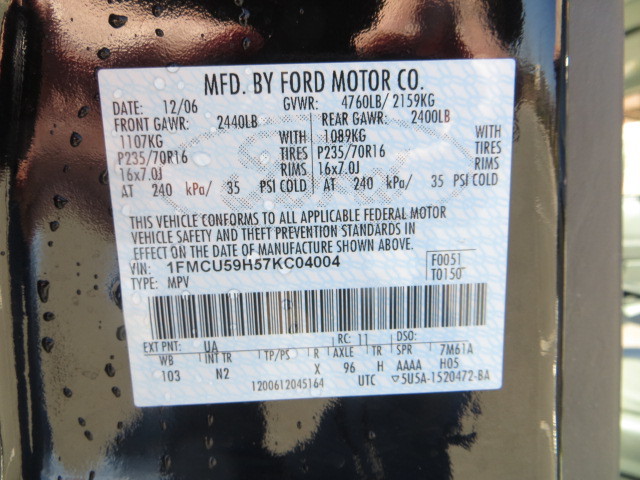 MFD. BY FORD MOTOR CO.
DATE: 12/06 GVWR: 4760LB/ 2159KG
FRONT GAWR: 2440LB REAR GAWR: 2400LB
1107KG WITH 1089KG WITH
P235/70R16 TIRES P235/70R16 TIRES
16x7.0J RIMS 16x7.0J RIMS
AT 240 kPa/ 35 PSI COLD AT 240 kPa/ 35 PSI COLD
THIS VEHICLE CONFORMS TO ALL APPLICABLE FEDERAL MOTOR
VEHICLE SAFETY AND THEFT PREVENTION STANDARDS IN
EFFECT ON THE DATE OF MANUFACTURE SHOWN ABOVE.
VIN: 1FMCU59H57KC04004 F0051
TYPE: MPV T0150
EXT PNT: UA RC: 11 DSO:
WB INT TR TP/PS R AXLE TR SPR 7M61A
103 N2 X 96 H AAAA H05
1200612045164 UTC ▽5U5A-1520472-BA